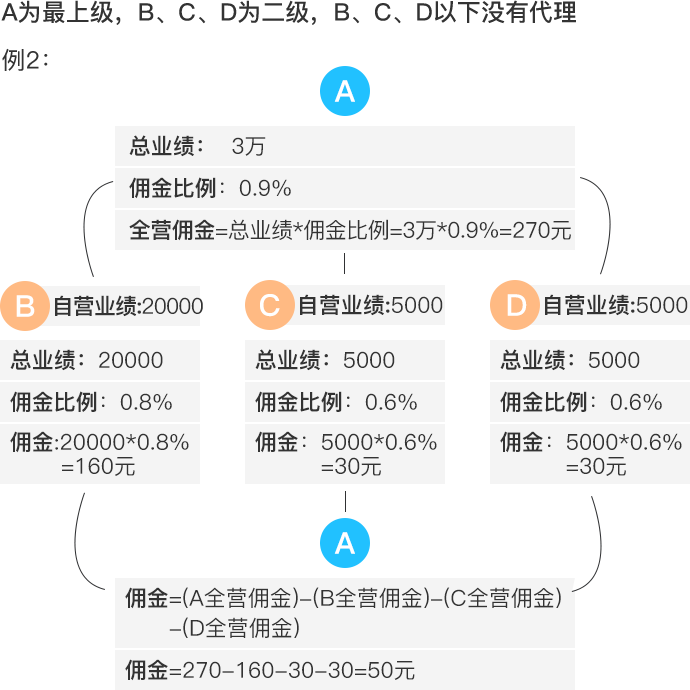 A为最上级，B、C、D为二级，B、C、D以下没有代理
例2：
A
总业绩： 3万
佣金比例：0.9%
全营佣金=总业绩*佣金比例=3万*0.9%=270元
B 自营业绩:20000
C 自营业绩:5000
D 自营业绩:5000
总业绩：20000
佣金比例：0.8%
佣金:20000*0.8%
=160元
总业绩：5000
佣金比例：0.6%
佣金：5000*0.6%
=30元
总业绩：5000
佣金比例：0.6%
佣金：5000*0.6%
=30元
A
佣金=(A全营佣金)-(B全营佣金)-(C全营佣金)
-(D全营佣金)
佣金=270-160-30-30=50元